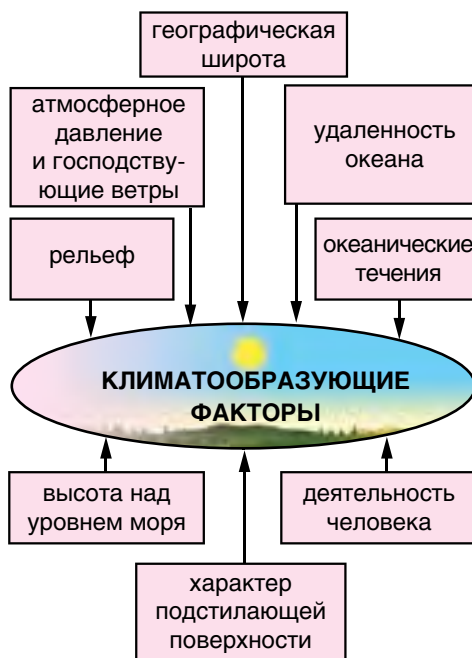 географическая
широта
атмосферное
давление
и господству-
ющие ветры
удаленность
океана
рельеф
океанические
течения
КЛИМАТООБРАЗУЮЩИЕ
ФАКТОРЫ
высота над
уровнем моря
деятельность
человека
характер
подстилающей
поверхности